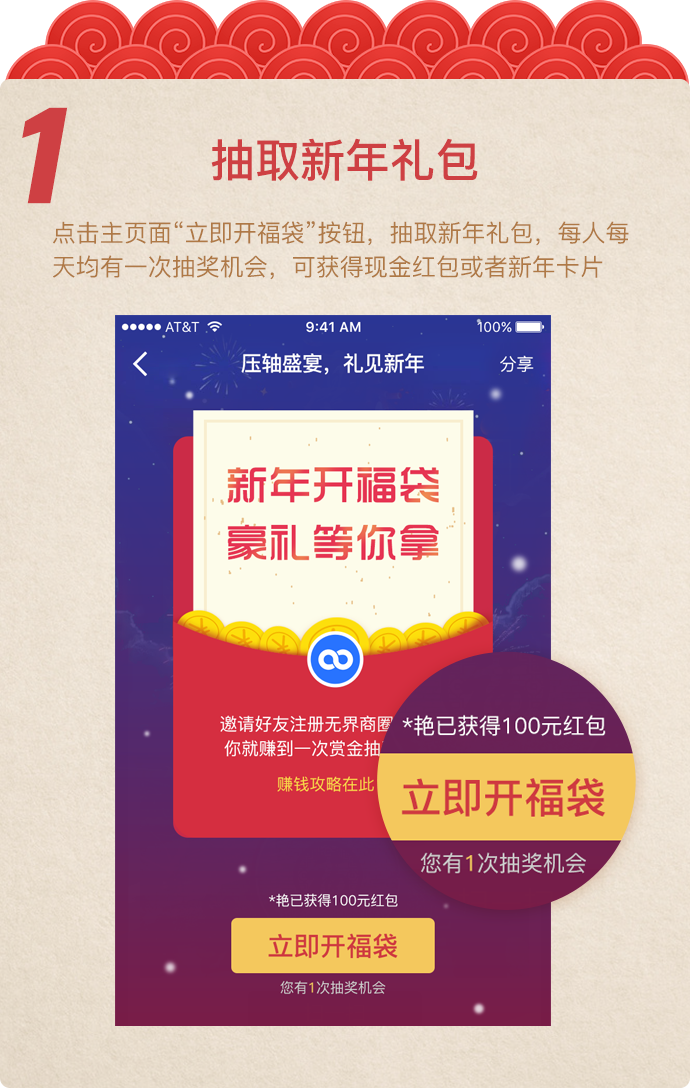 1
抽取新年礼包
点击主页面“立即开福袋”按钮，抽取新年礼包，每人每
天均有一次抽奖机会，可获得现金红包或者新年卡片
AT&T 9:41 AM 100%
压轴盛宴，礼见新年 分享
新年开福袋
豪礼等你拿
邀请好友注册无界商圈
你就赚到一次赏金抽
赚钱攻略在此
*艳已获得100元红包
立即开福袋
您有1次抽奖机会
*艳已获得100元红包
立即开福袋
您有1次抽奖机会